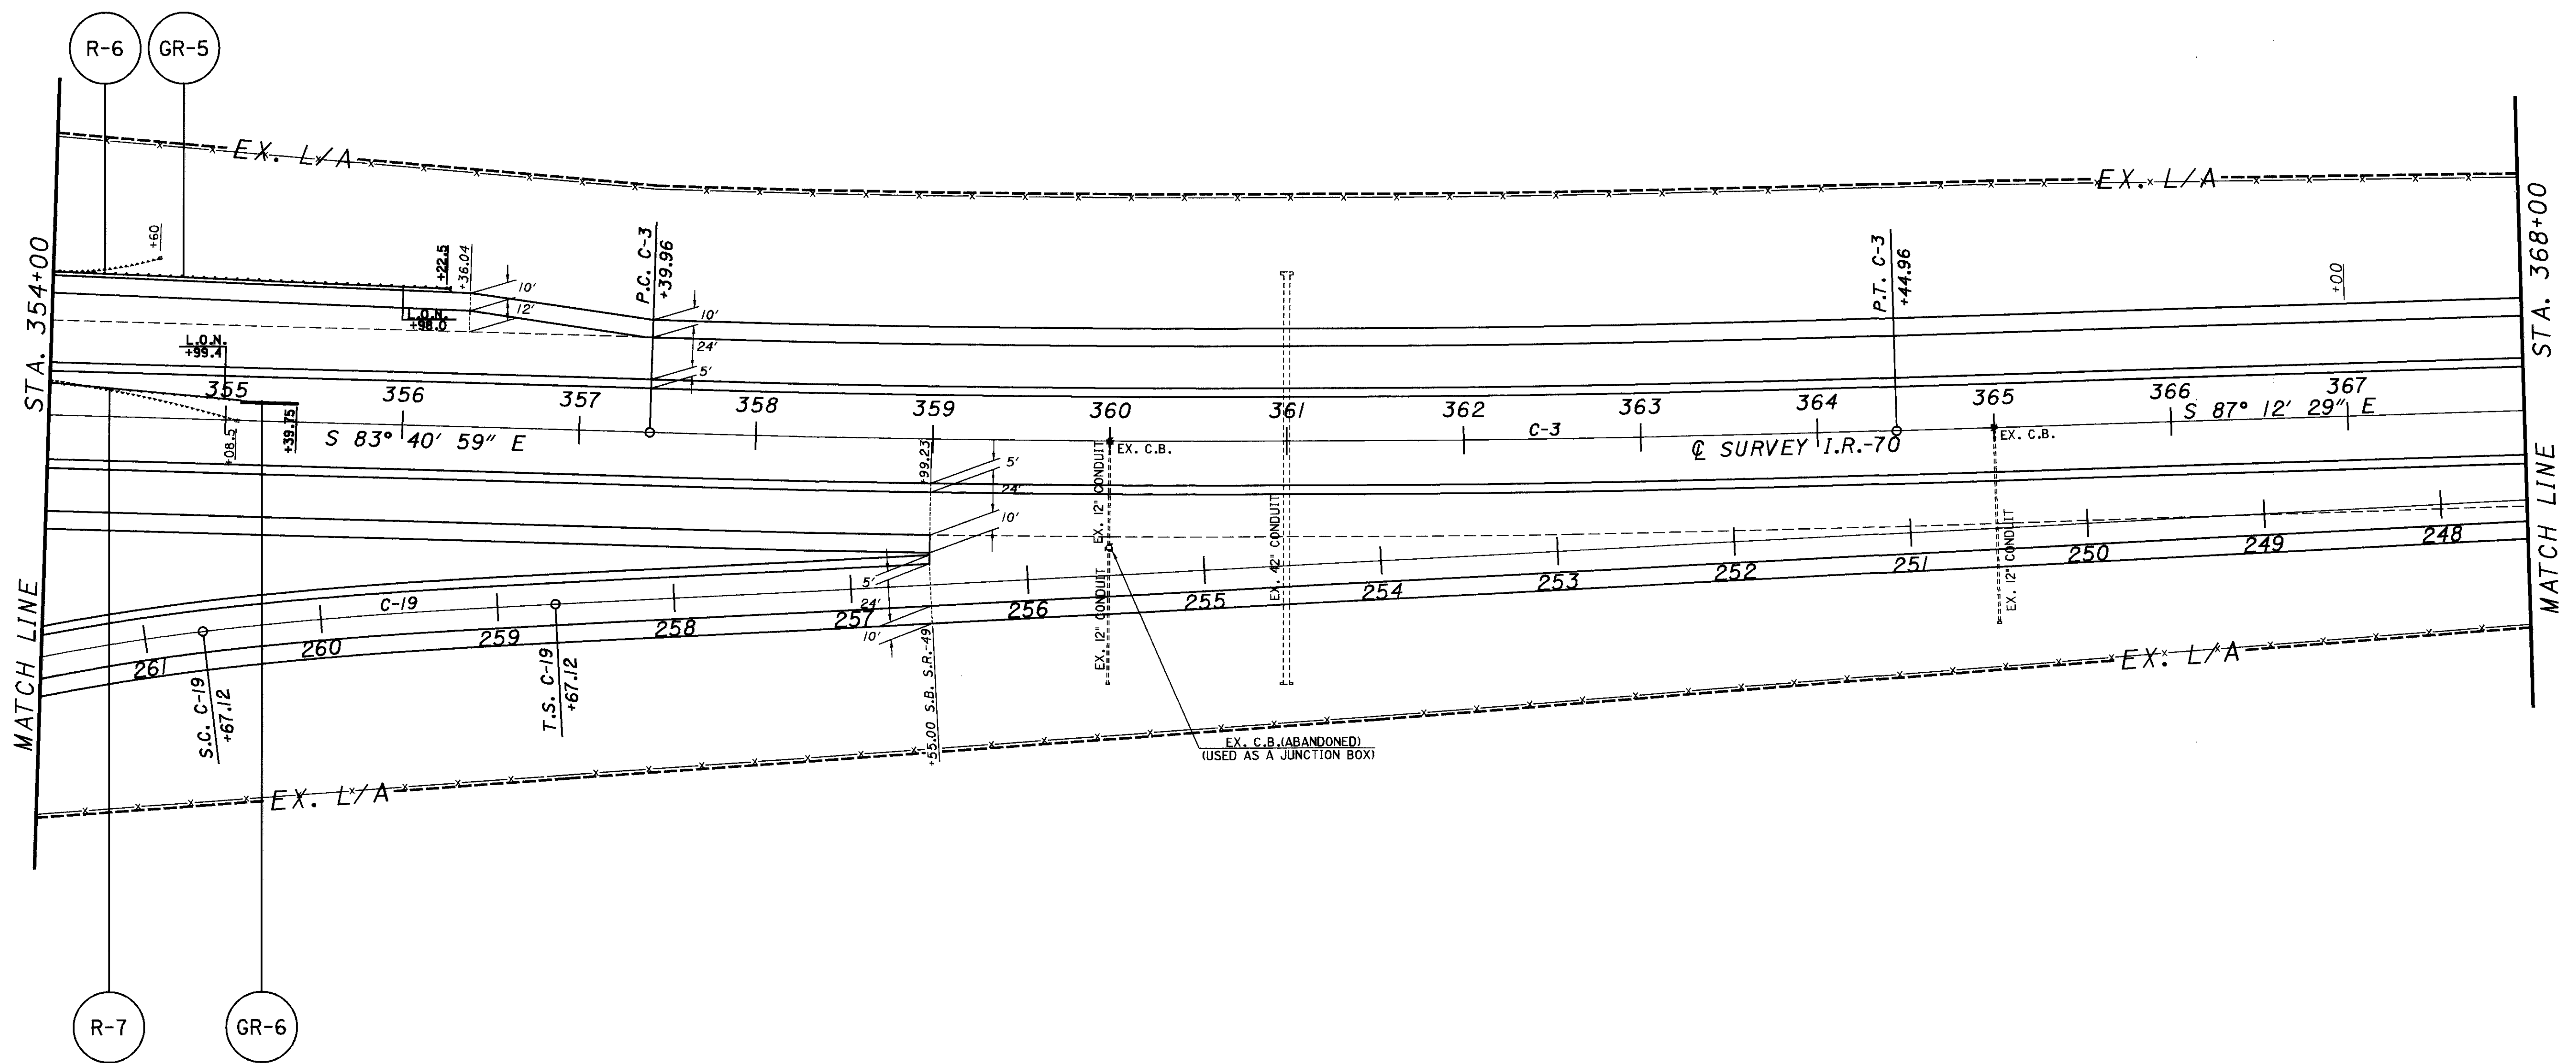 R-6
GR-5
EX. L/A
EX. L/A
STA. 354+00
STA. 368+00
+60
+22.5
+36.04
10'
12'
P.C. C-3
+39.96
10'
24'
5'
P.T. C-3
+44.96
+00
L.O.N.
+98.0
L.O.N.
+99.4
355
356
357
358
359
360
361
362
363
364
365
366
367
+08.5
+39.75
S 83° 40' 59" E
C-3
℄ SURVEY I.R.-70
S 87° 12' 29" E
EX. C.B.
EX. C.B.
+99.23
5'
24'
10'
EX. 12" CONDUIT
EX. 12" CONDUIT
EX. 42" CONDUIT
EX. 12" CONDUIT
5'
24'
10'
C-19
261
260
259
258
257
256
255
254
253
252
251
250
249
248
S.C. C-19
+67.12
T.S. C-19
+67.12
+55.00 S.B. S.R.-49
EX. C.B.(ABANDONED)
(USED AS A JUNCTION BOX)
MATCH LINE
MATCH LINE
EX. L/A
EX. L/A
R-7
GR-6